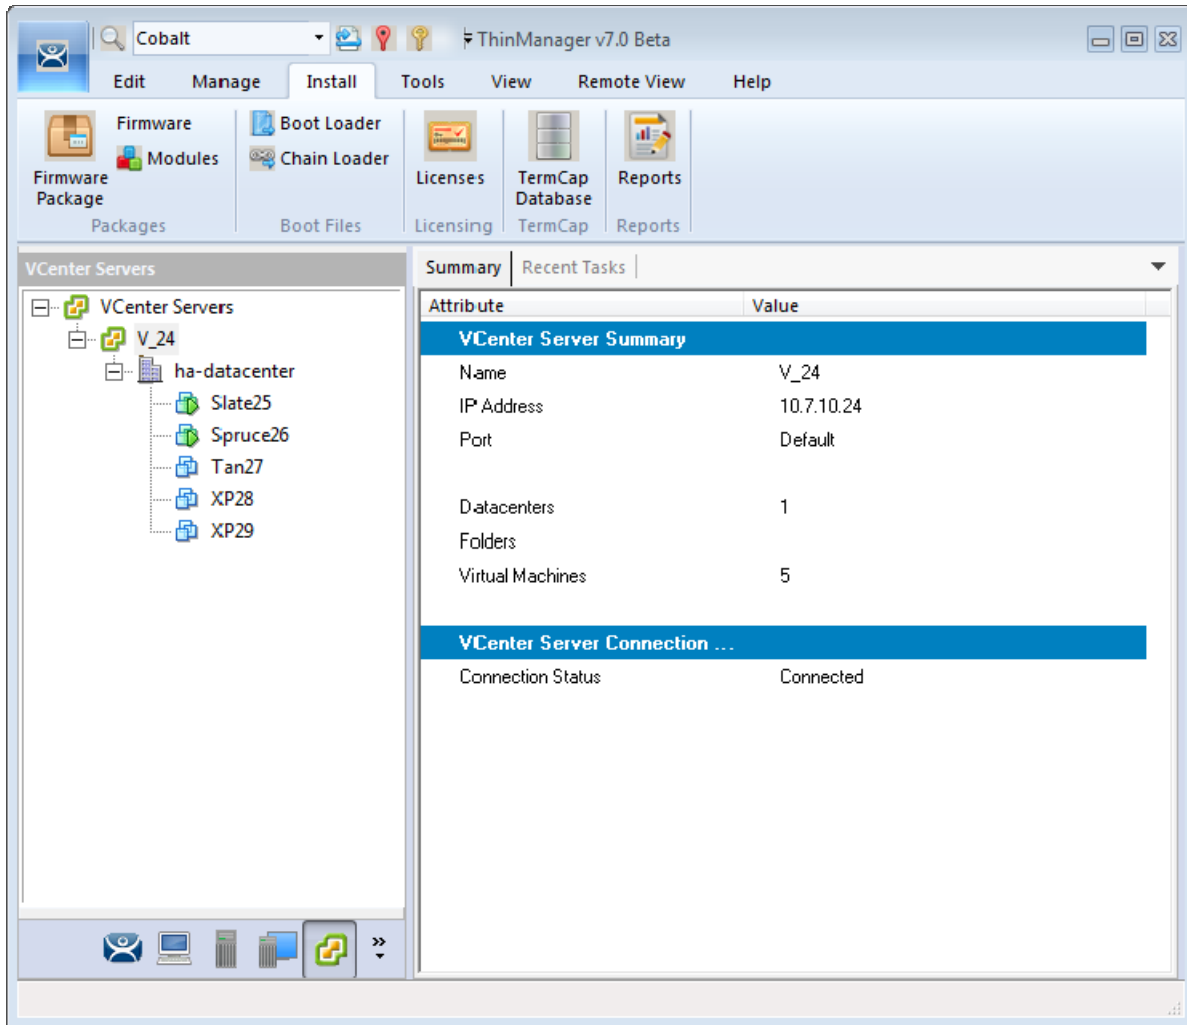 Cobalt
ThinManager v7.0 Beta
Edit Manage Install Tools View Remote View Help
Firmware Package
Firmware
Modules
Packages
Boot Loader
Chain Loader
Boot Files
Licenses
Licensing
TermCap Database
TermCap
Reports
Reports
VCenter Servers
VCenter Servers
V_24
ha-datacenter
Slate25
Spruce26
Tan27
XP28
XP29
Summary Recent Tasks
Attribute Value
VCenter Server Summary
Name V_24
IP Address 10.7.10.24
Port Default
Datacenters 1
Folders
Virtual Machines 5
VCenter Server Connection ...
Connection Status Connected